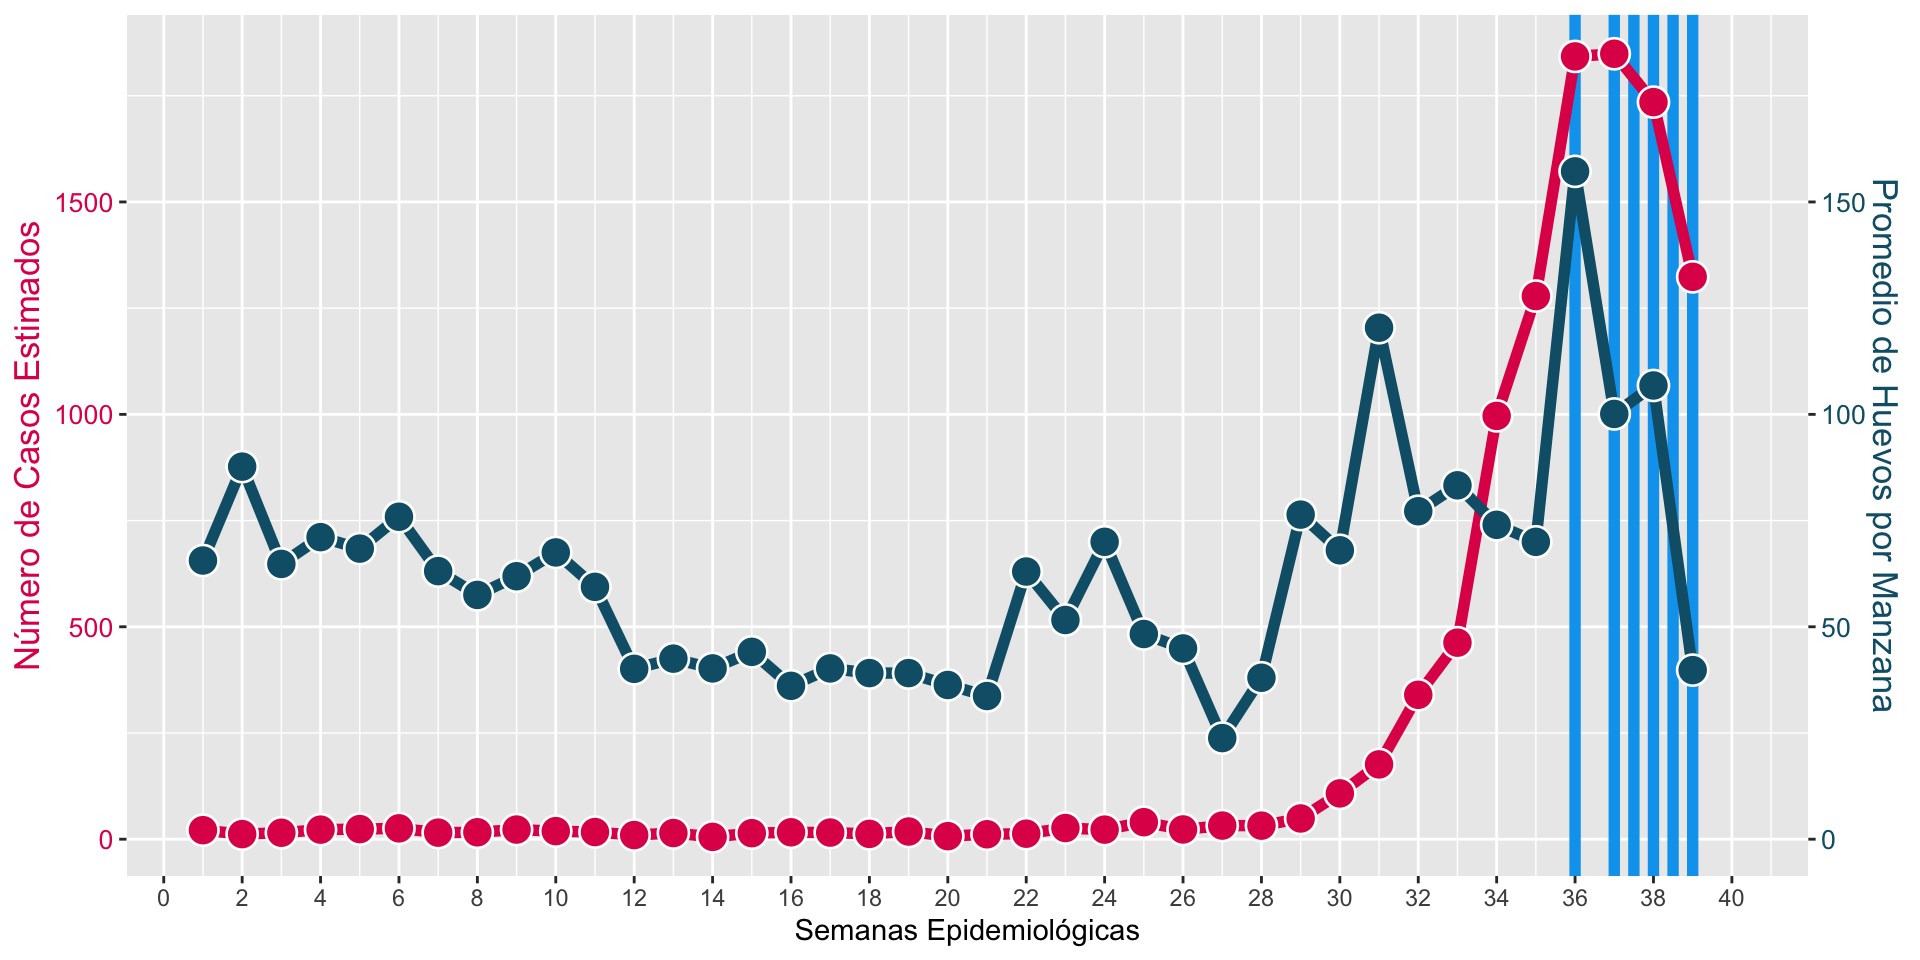 Número de Casos Estimados
1500
1000
500
0
150
100
50
0
Promedio de Huevos por Manzana
0 2 4 6 8 10 12 14 16 18 20 22 24 26 28 30 32 34 36 38 40
Semanas Epidemiológicas